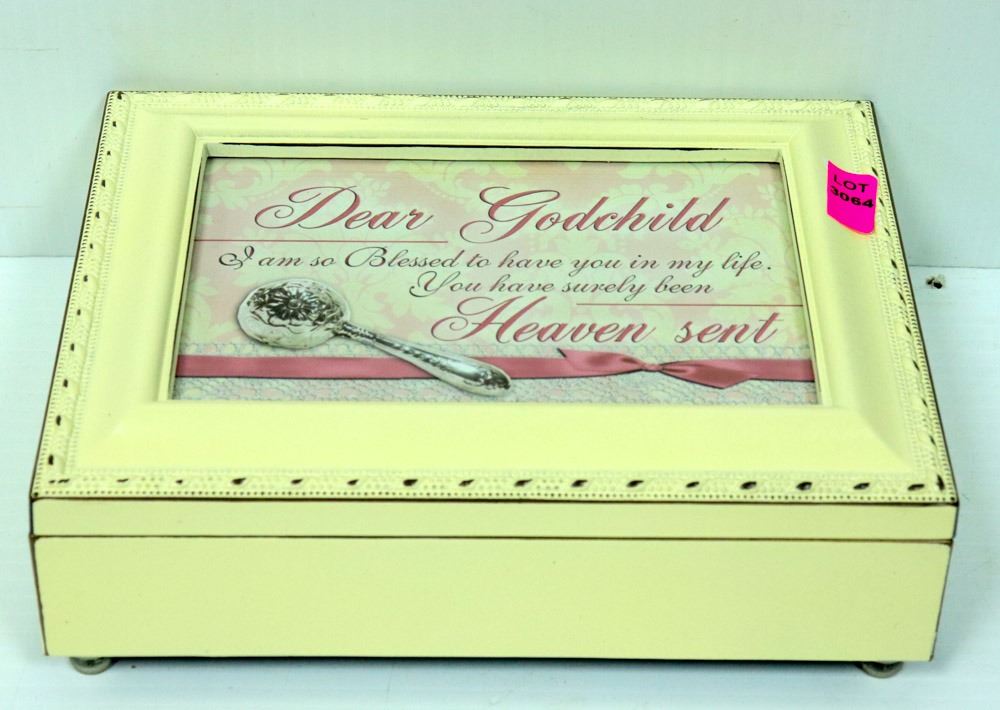 Dear Godchild
I am so Blessed to have you in my life.
You have surely been
Heaven sent
LOT
3064